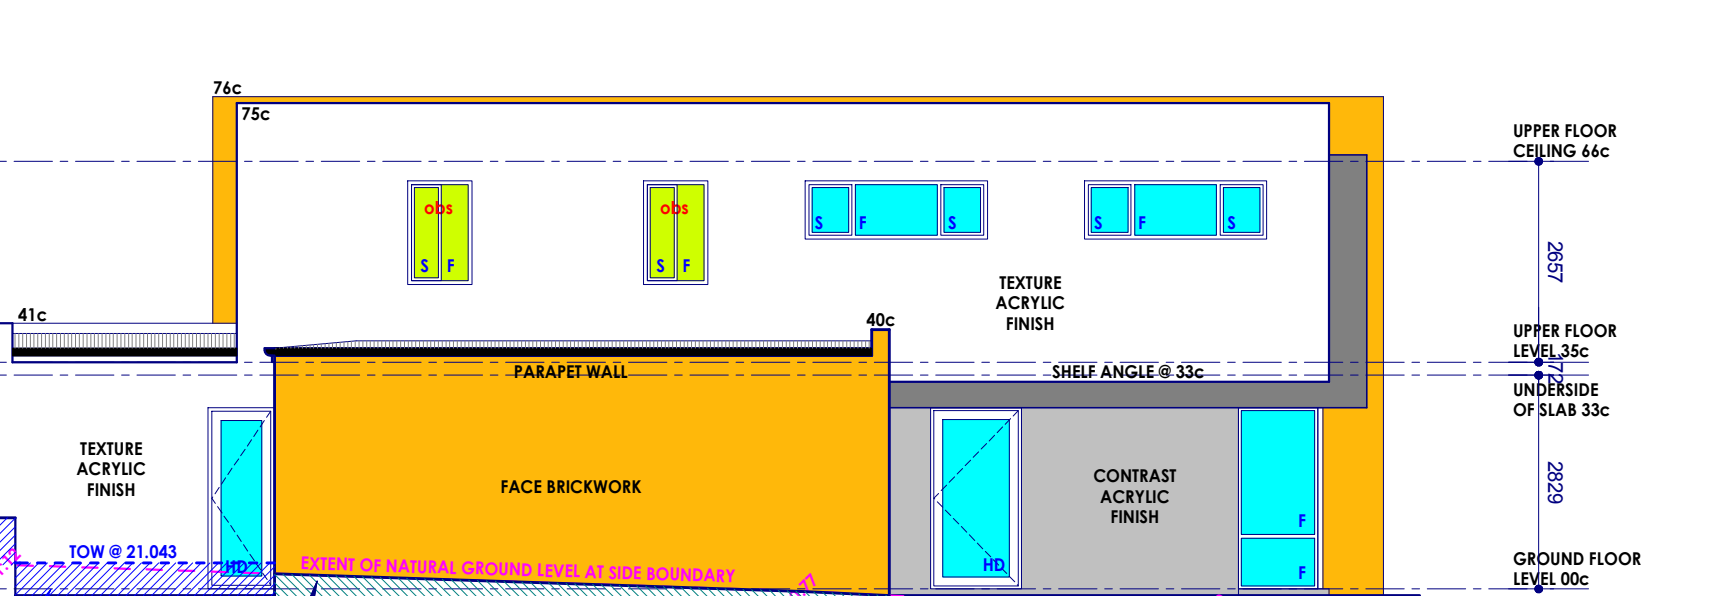 76c
75c
UPPER FLOOR
CEILING 66c
obs
obs
S F
S F
S F S
S F S
2657
TEXTURE
ACRYLIC
FINISH
41c
40c
UPPER FLOOR
LEVEL 35c
172
PARAPET WALL
SHELF ANGLE @ 33c
UNDERSIDE
OF SLAB 33c
TEXTURE
ACRYLIC
FINISH
FACE BRICKWORK
CONTRAST
ACRYLIC
FINISH
2829
F
TOW @ 21.043
HD
EXTENT OF NATURAL GROUND LEVEL AT SIDE BOUNDARY
HD
F
GROUND FLOOR
LEVEL 00c